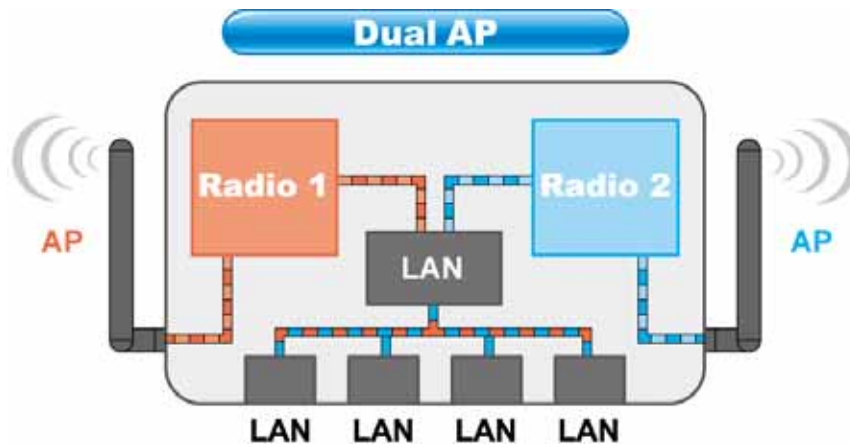 Dual AP
Radio 1
Radio 2
AP
AP
LAN
LAN LAN LAN LAN